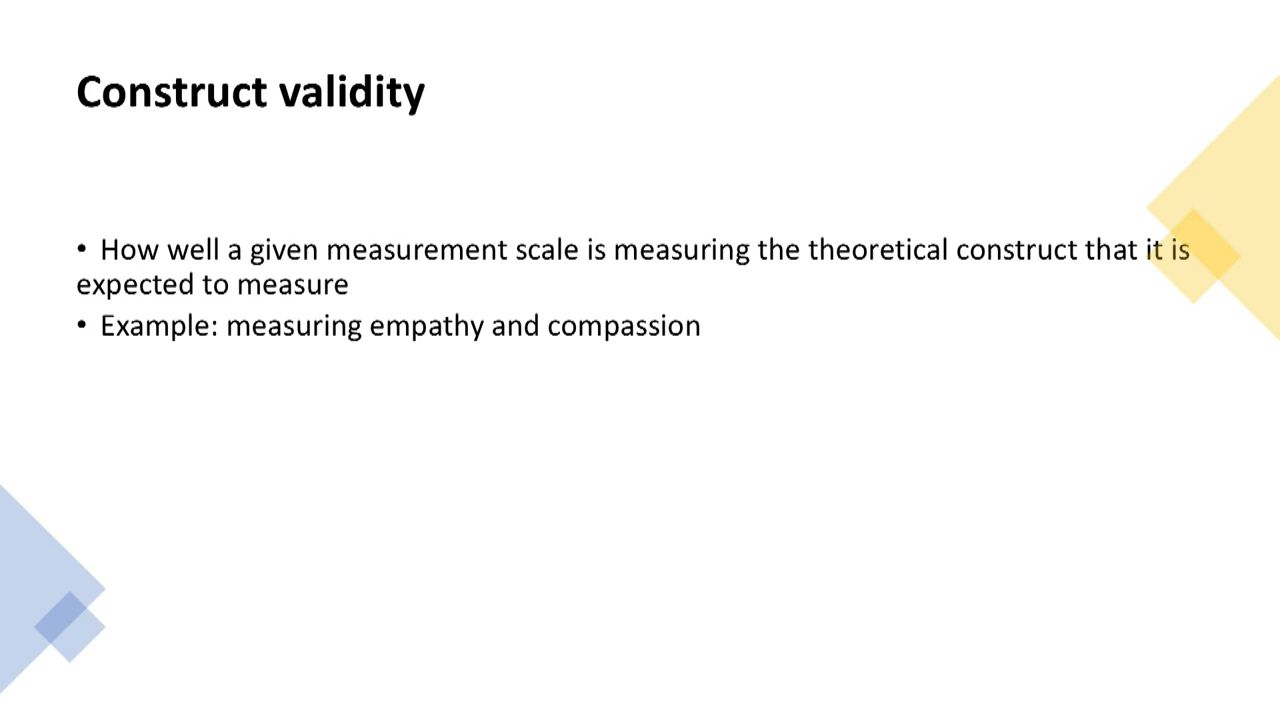 Construct validity
• How well a given measurement scale is measuring the theoretical construct that it is
expected to measure
• Example: measuring empathy and compassion